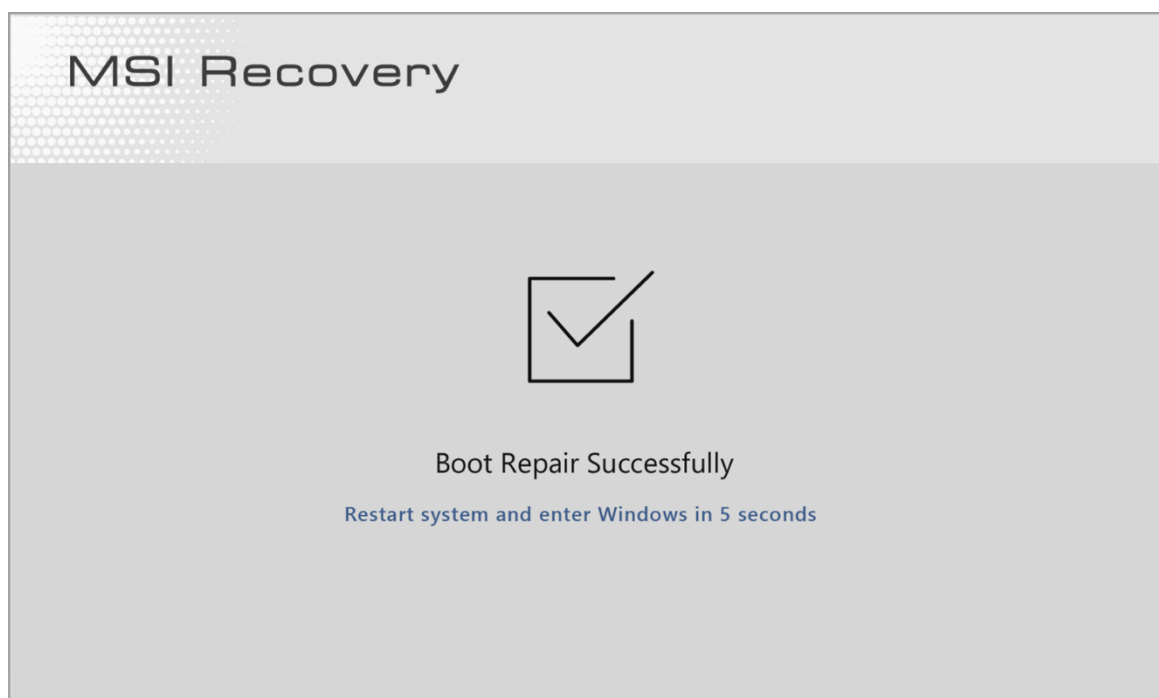 MSI Recovery
Boot Repair Successfully
Restart system and enter Windows in 5 seconds